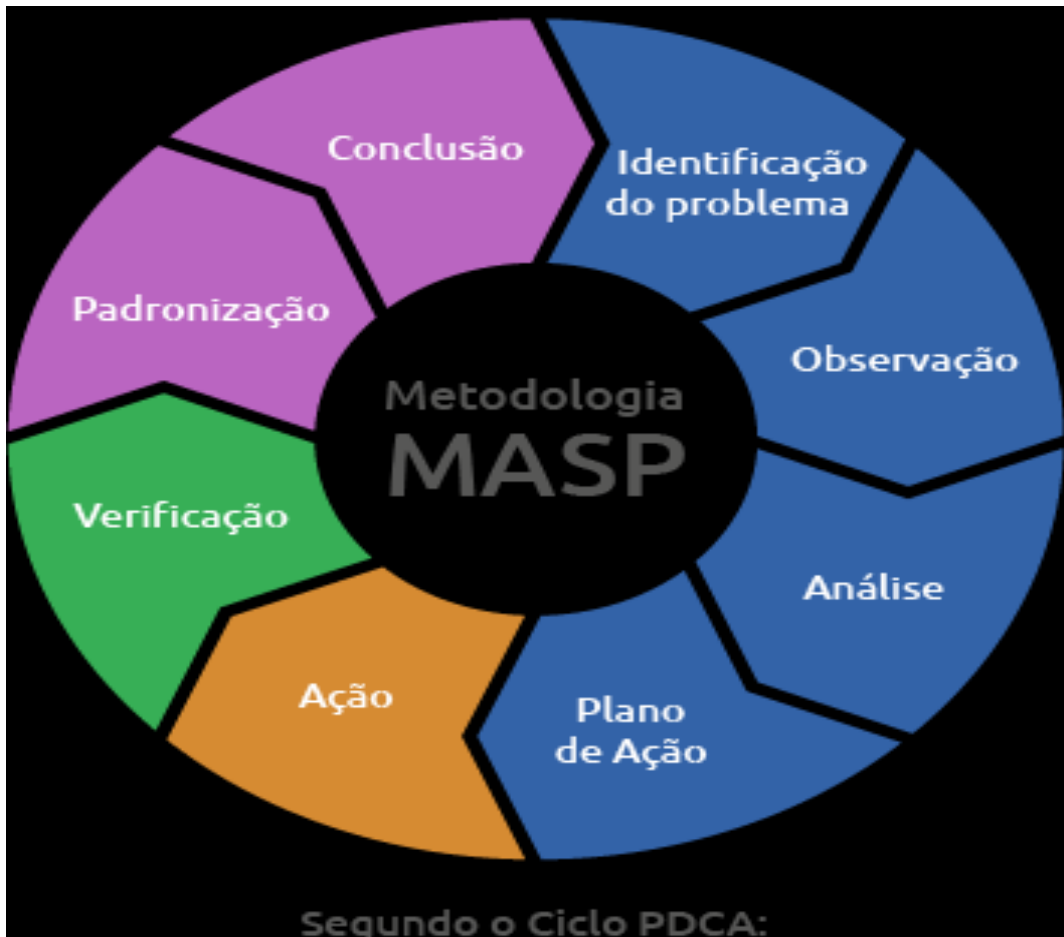 Conclusão
Identificação
do problema
Padronização
Observação
Metodologia
MASP
Verificação
Análise
Ação
Plano
de Ação
Segundo o Ciclo PDCA: